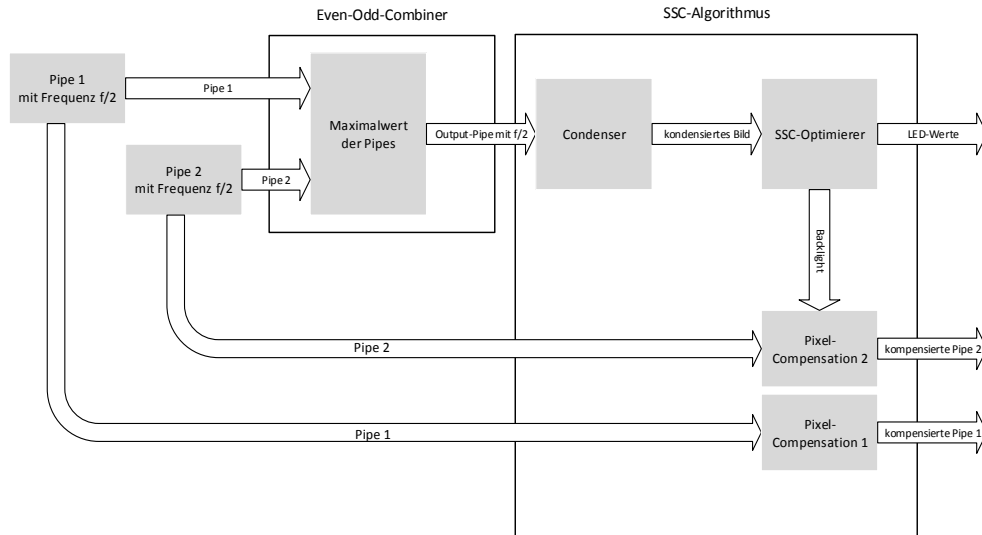 Even-Odd-Combiner
SSC-Algorithmus
Pipe 1
mit Frequenz f/2
Pipe 1
Maximalwert
der Pipes
Output-Pipe mit f/2
Condenser
kondensiertes Bild
SSC-Optimierer
LED-Werte
Pipe 2
mit Frequenz f/2
Pipe 2
Backlight
Pipe 2
Pixel-
Compensation 2
kompensierte Pipe 2
Pipe 1
Pixel-
Compensation 1
kompensierte Pipe 1